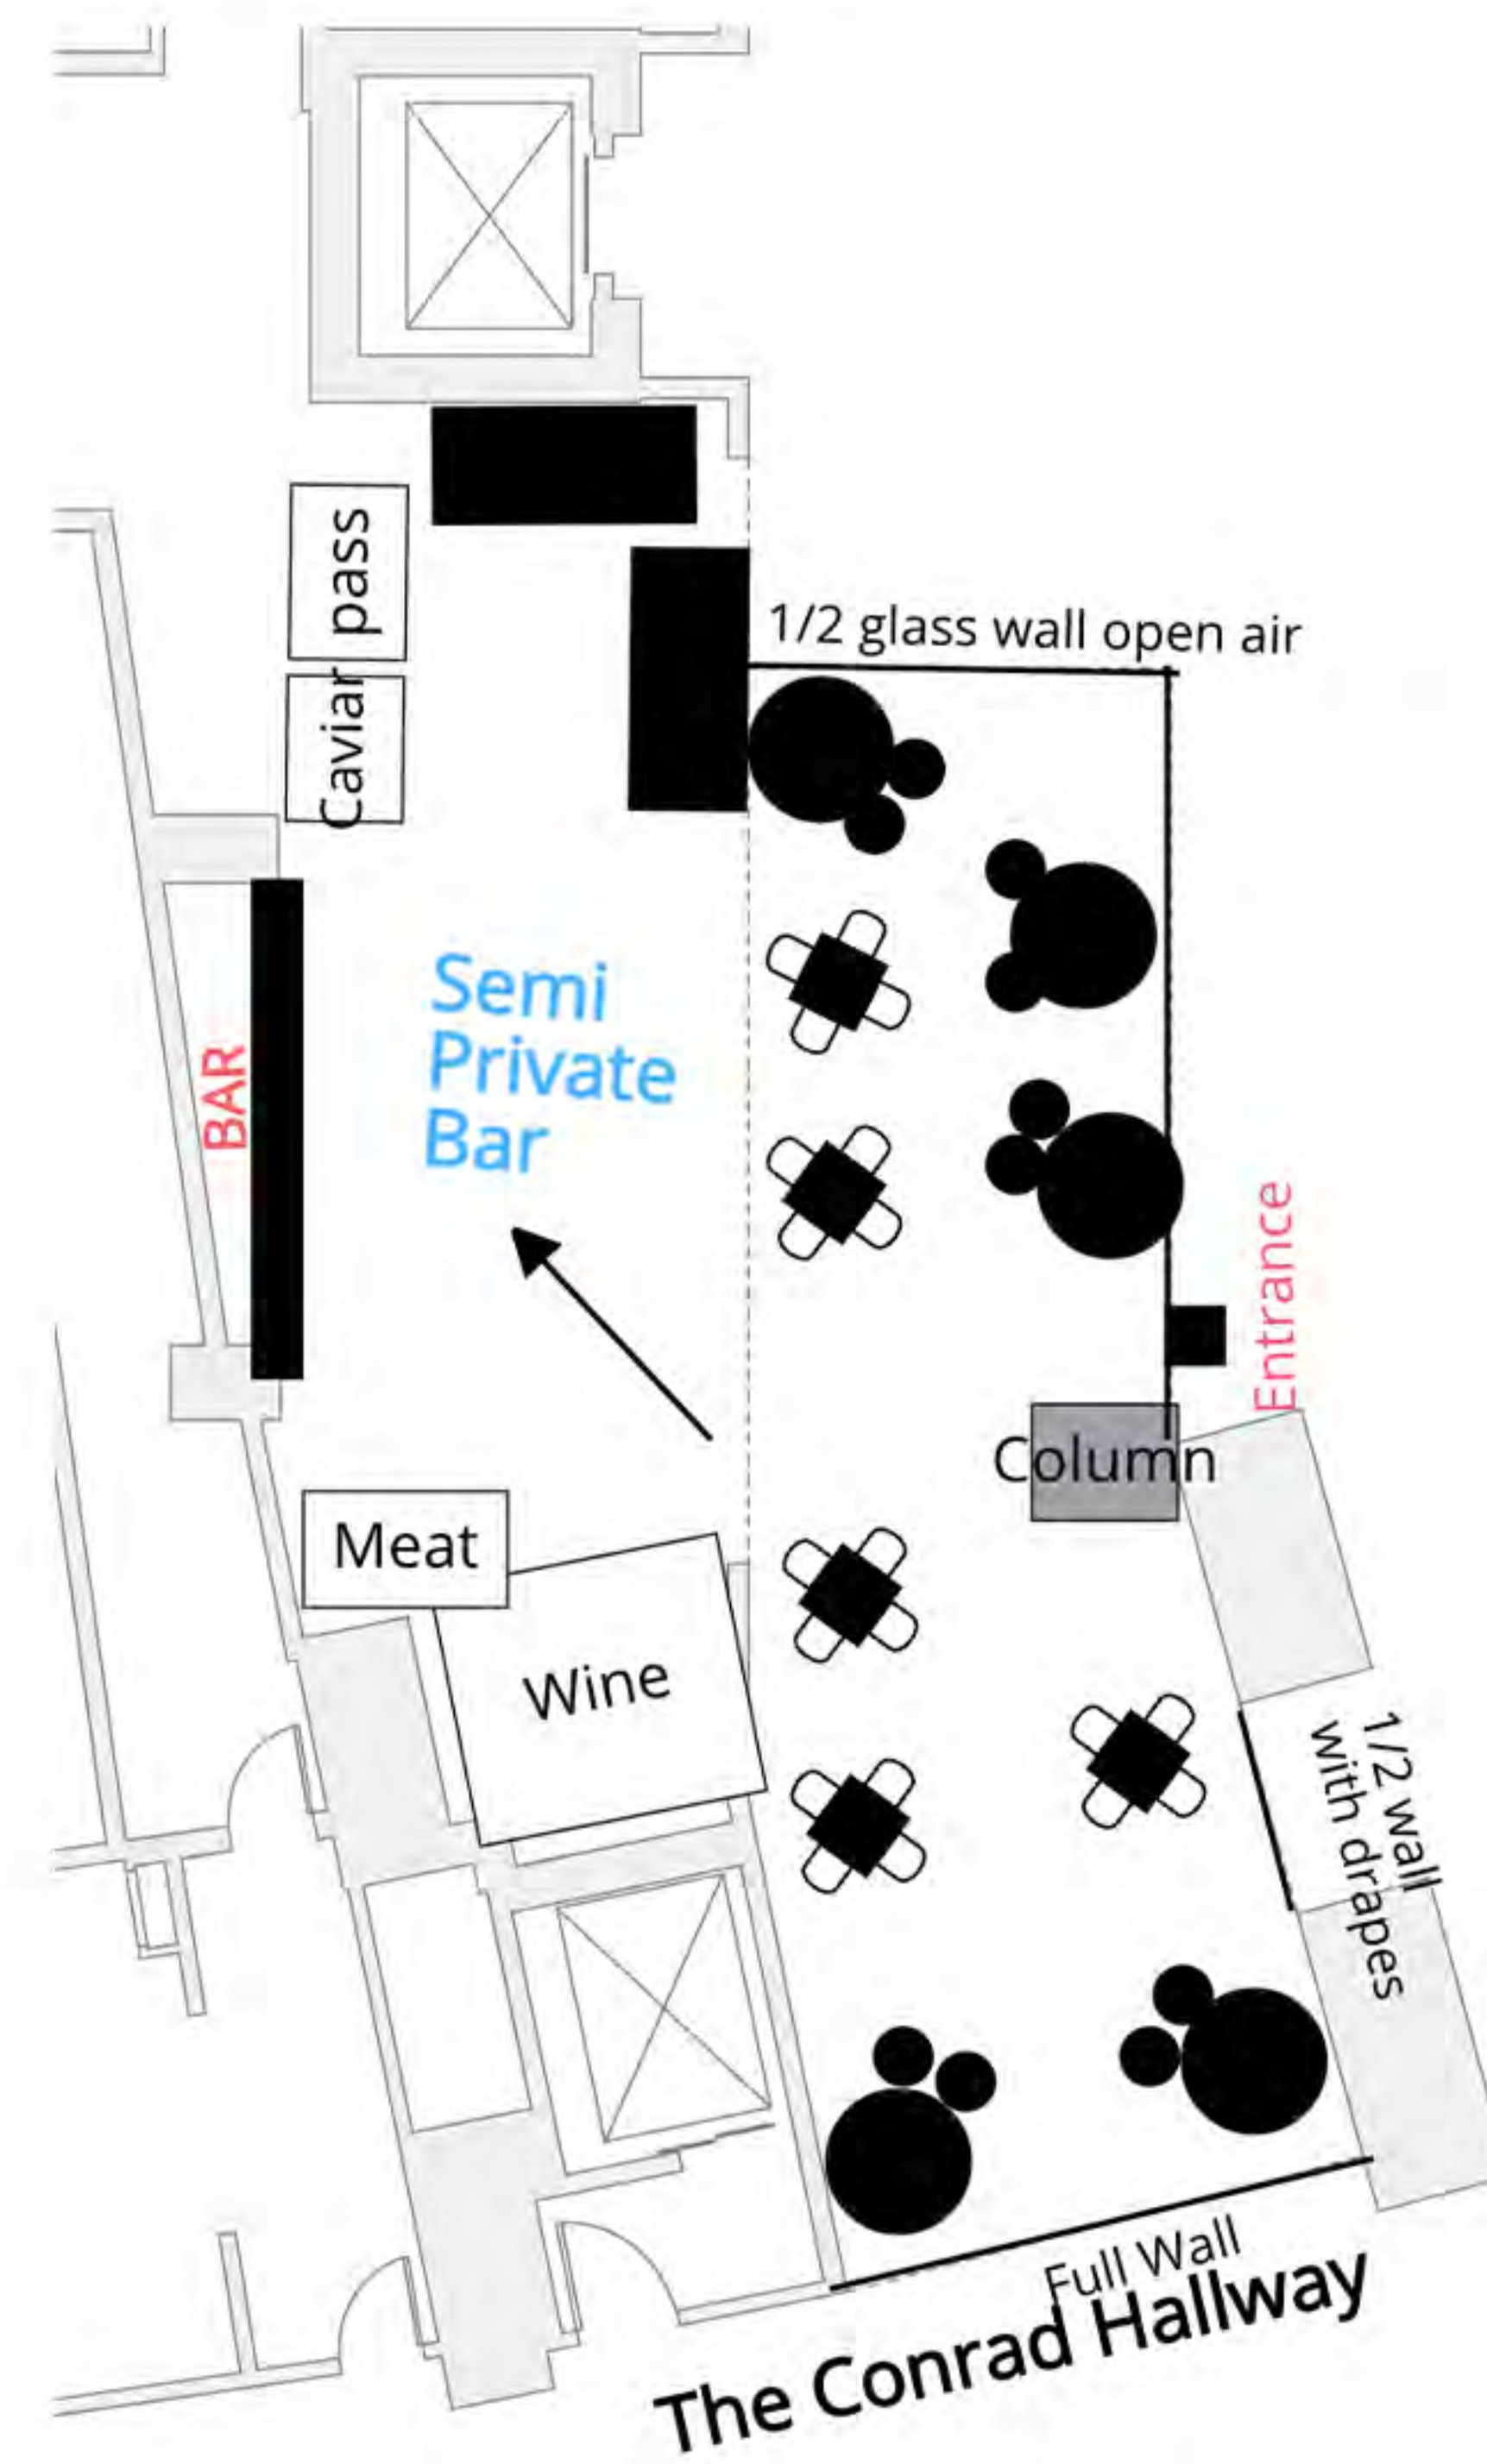 1/2 glass wall open air
Caviar pass
Semi
Private
Bar
BAR
Entrance
Column
Meat
Wine
1/2 wall
with drapes
Full Wall
The Conrad Hallway